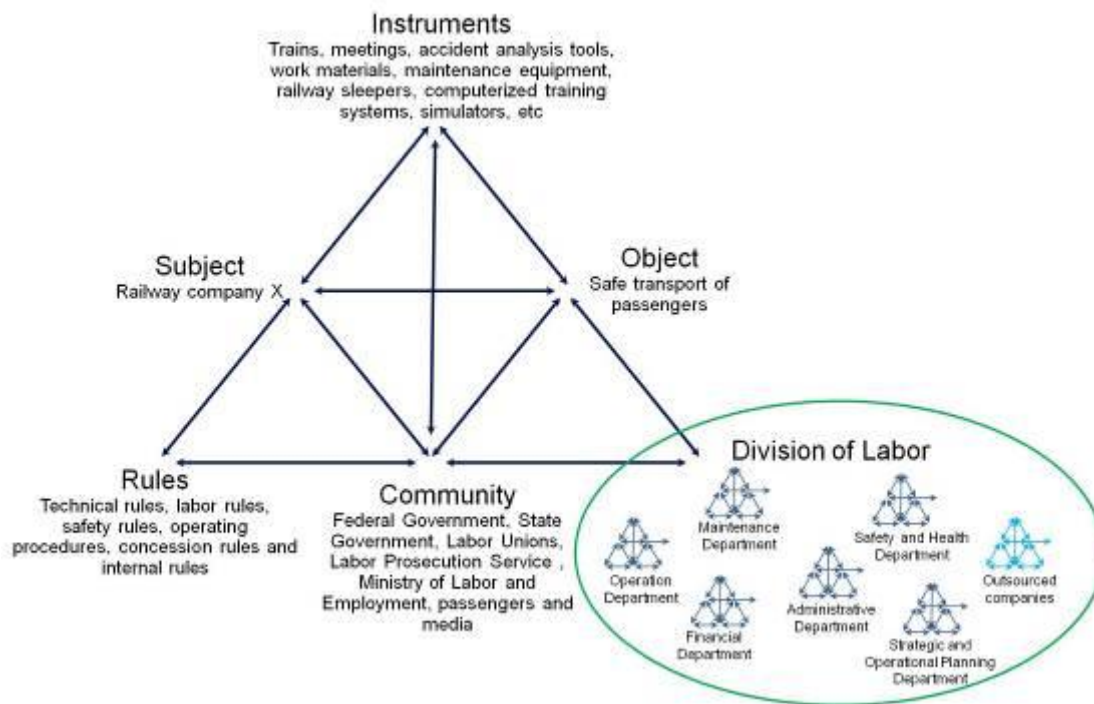 Instruments
Trains, meetings, accident analysis tools,
work materials, maintenance equipment,
railway sleepers, computerized training
systems, simulators, etc
Subject
Railway company X
Object
Safe transport of
passengers
Rules
Technical rules, labor rules,
safety rules, operating
procedures, concession rules and
internal rules
Community
Federal Government, State
Government, Labor Unions,
Labor Prosecution Service ,
Ministry of Labor and
Employment, passengers and
media
Division of Labor
Maintenance
Department
Safety and Health
Department
Operation
Department
Outsourced
companies
Administrative
Department
Financial
Department
Strategic and
Operational Planning
Department